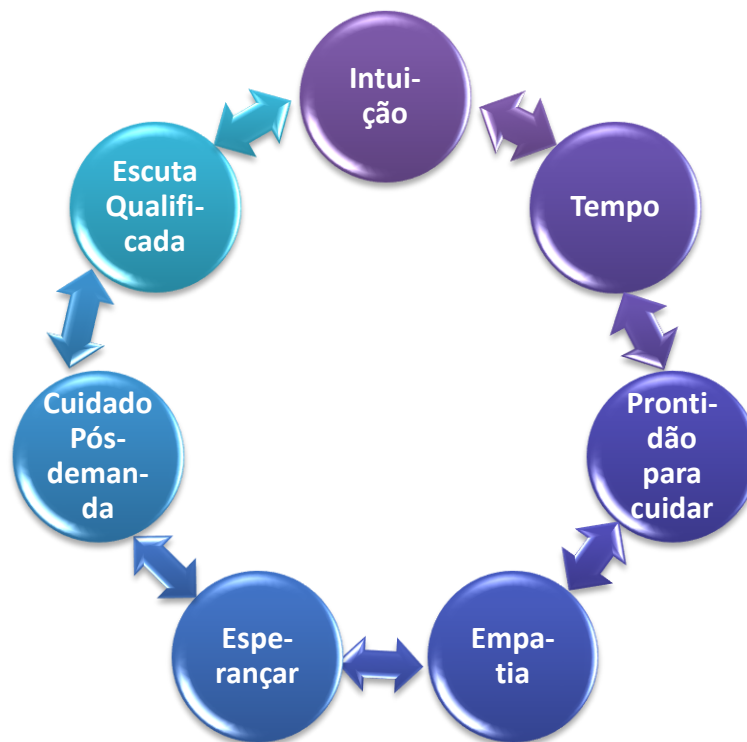 Intui-
ção
Tempo
Pronti-
dão
para
cuidar
Empa-
tia
Espe-
rançar
Cuidado
Pós-
deman-
da
Escuta
Qualifi-
cada